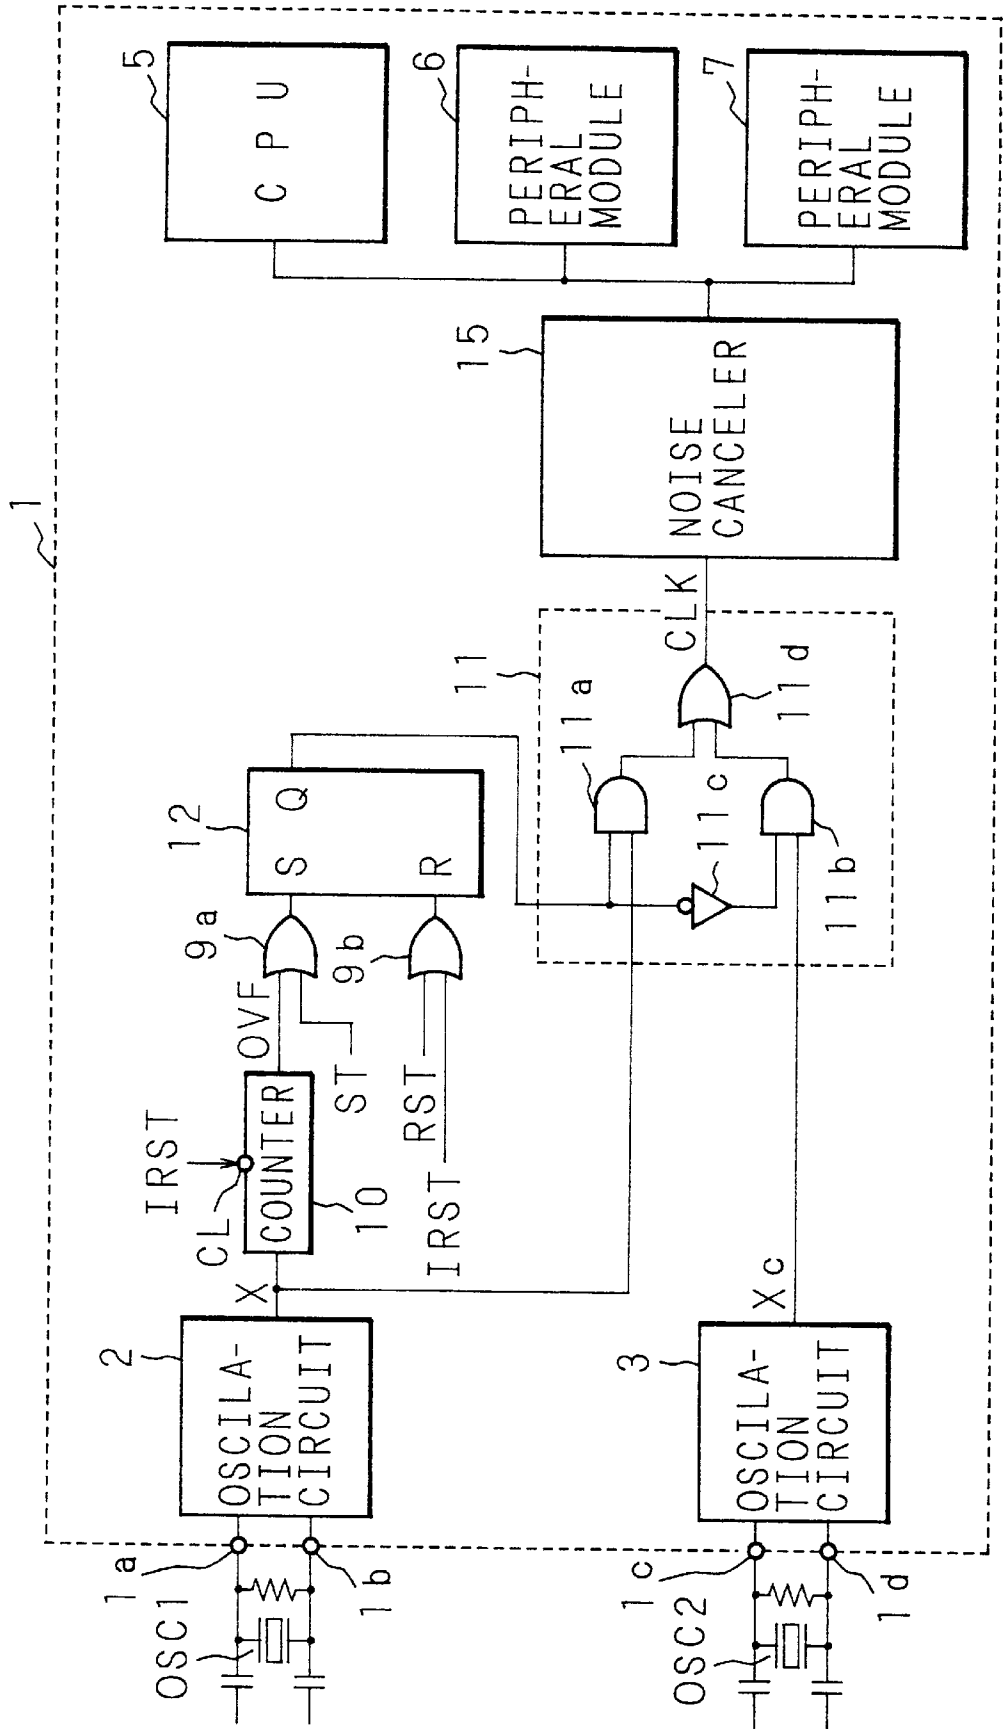 1
OSC1
1a
1b
2
OSCILA-
TION
CIRCUIT
X
IRST
CL
COUNTER
10
OVF
ST
9a
9b
RST
IRST
12
S
Q
R
5
C P U
6
PERIPH-
ERAL
MODULE
7
PERIPH-
ERAL
MODULE
15
NOISE
CANCELER
CLK
11
11a
11c
11b
11d
OSC2
1c
1d
3
OSCILA-
TION
CIRCUIT
Xc